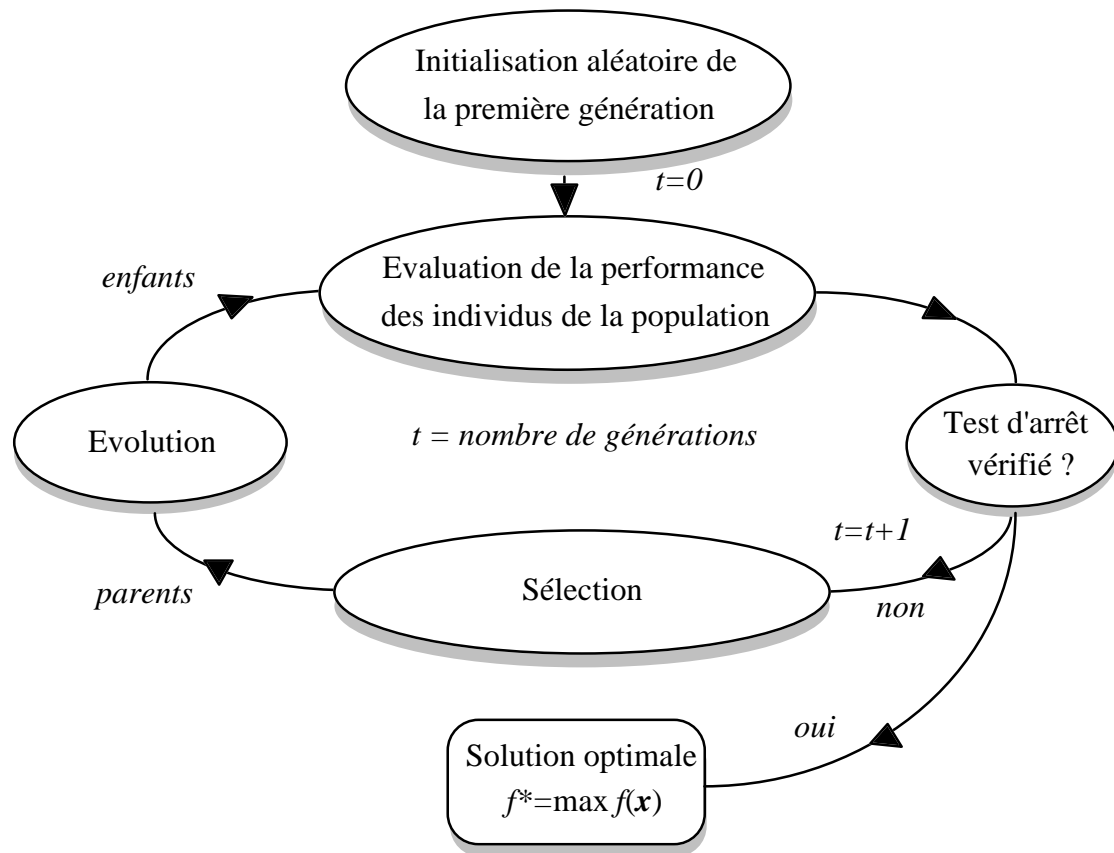 Initialisation aléatoire de
la première génération
t=0
enfants
Evaluation de la performance
des individus de la population
Evolution
t = nombre de générations
Test d'arrêt
vérifié ?
t=t+1
parents
Sélection
non
oui
Solution optimale
f*=max f(x)